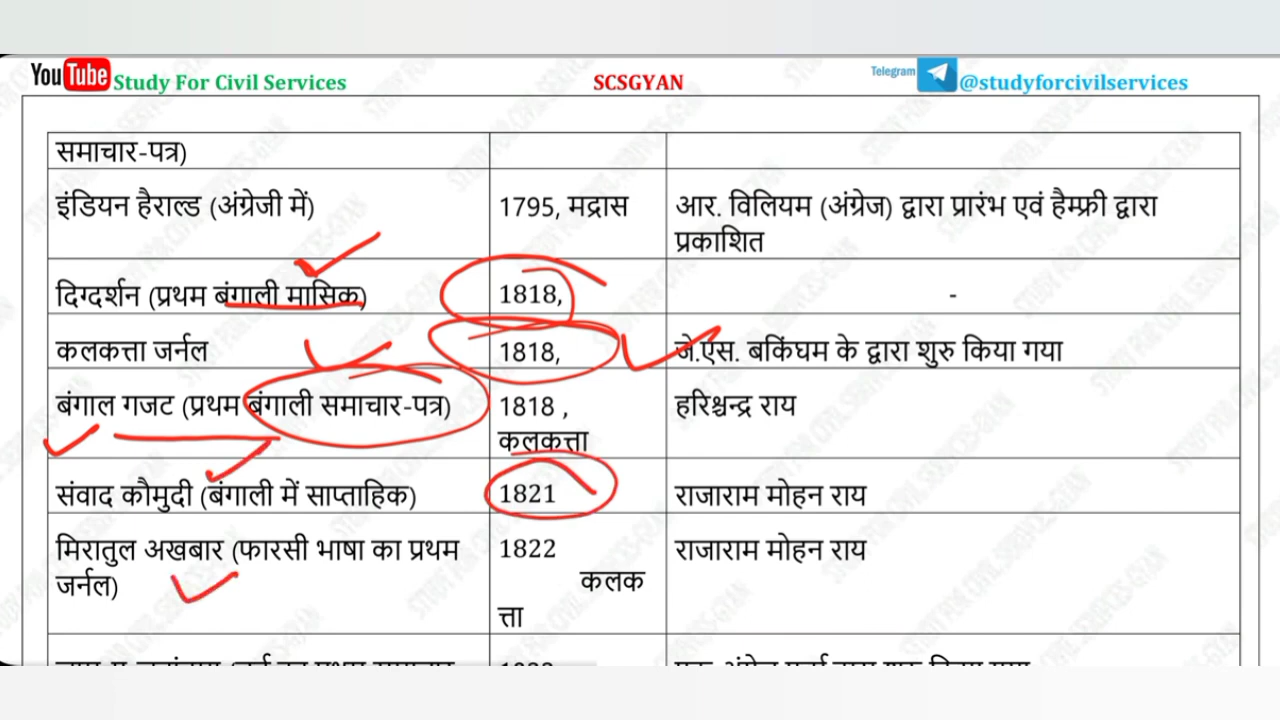 YouTube Study For Civil Services SCSGYAN Telegram @studyforcivilservices
समाचार-पत्र)
इंडियन हैराल्ड (अंग्रेजी में) 1795, मद्रास आर. विलियम (अंग्रेज) द्वारा प्रारंभ एवं हैम्फ्री द्वारा
प्रकाशित
दिग्दर्शन (प्रथम बंगाली मासिक) 1818, -
कलकत्ता जर्नल 1818, जे.एस. बकिंघम के द्वारा शुरु किया गया
बंगाल गजट (प्रथम बंगाली समाचार-पत्र) 1818 , हरिश्चन्द्र राय
कलकत्ता
संवाद कौमुदी (बंगाली में साप्ताहिक) 1821 राजाराम मोहन राय
मिरातुल अखबार (फारसी भाषा का प्रथम 1822 राजाराम मोहन राय
जर्नल) कलक
त्ता